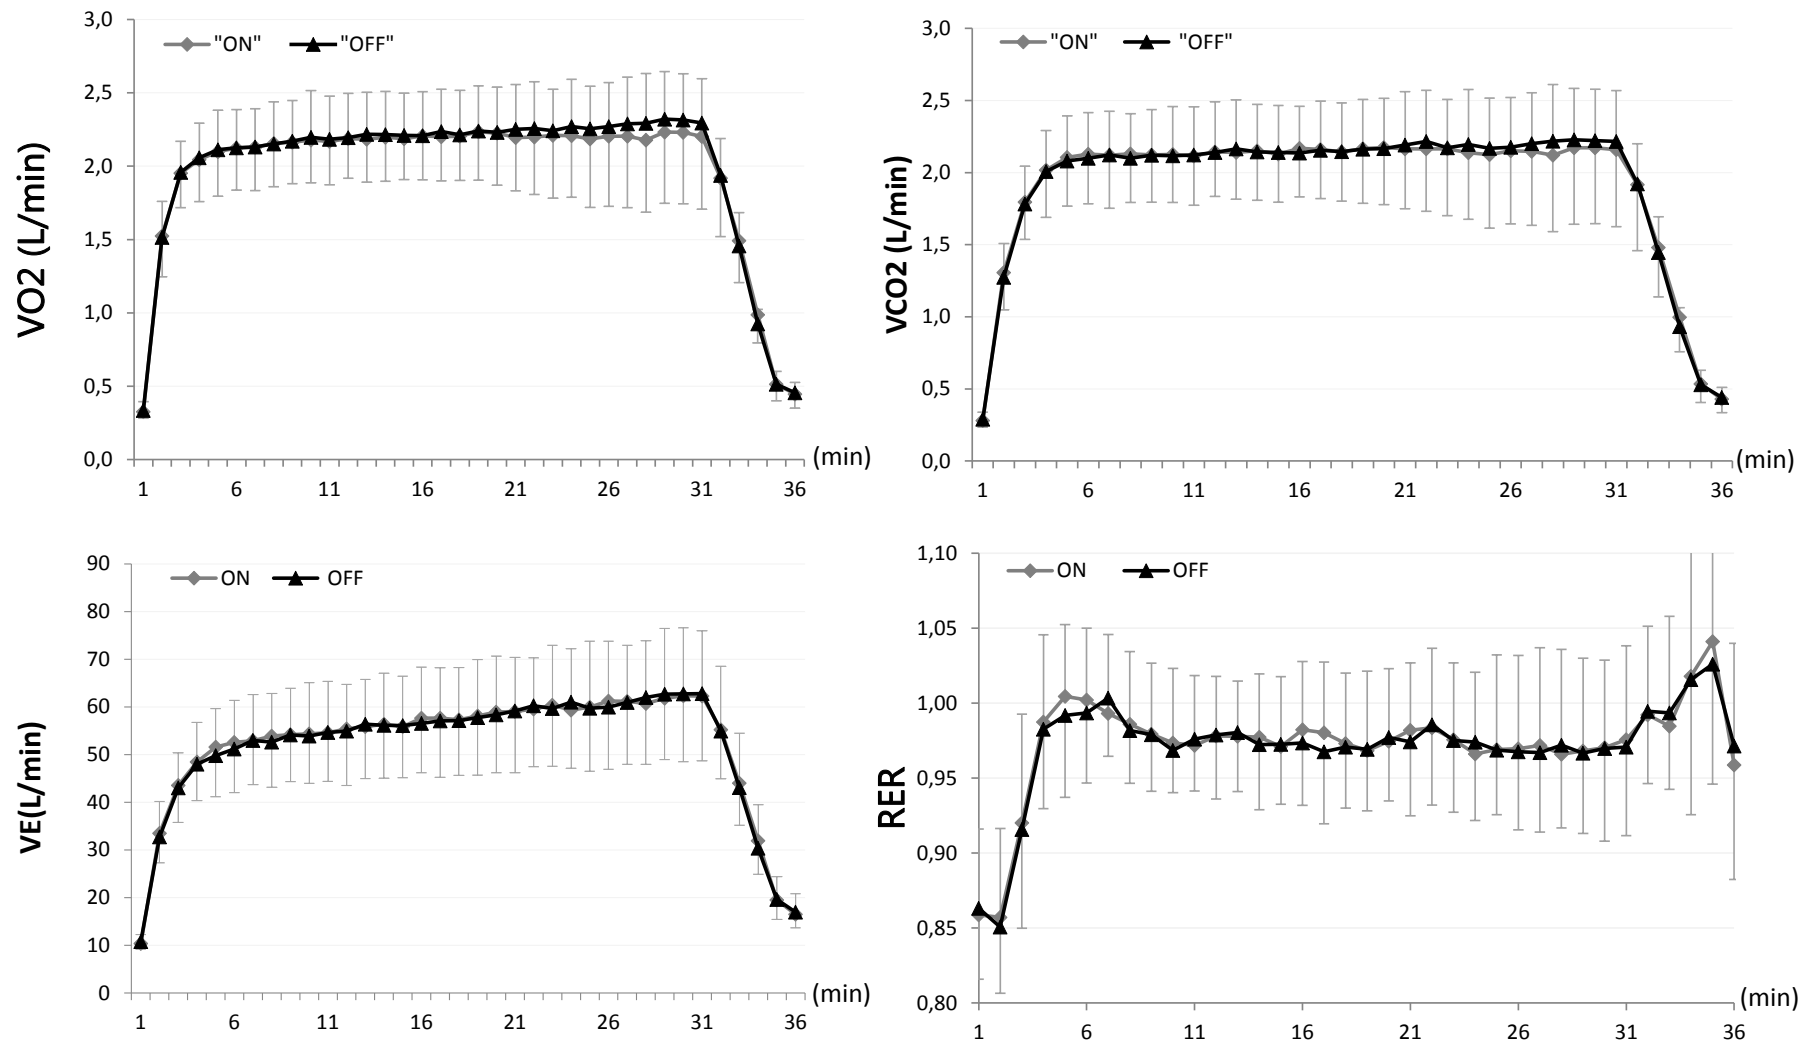 3,0
"ON" "OFF"
2,5
2,0
1,5
1,0
0,5
0,0
VO2 (L/min)
(min)
1 6 11 16 21 26 31 36
3,0
"ON" "OFF"
2,5
2,0
1,5
1,0
0,5
0,0
VCO2 (L/min)
(min)
1 6 11 16 21 26 31 36
90
ON OFF
80
70
60
50
40
30
20
10
0
VE(L/min)
(min)
1 6 11 16 21 26 31 36
1,10
ON OFF
1,05
1,00
0,95
0,90
0,85
0,80
RER
(min)
1 6 11 16 21 26 31 36